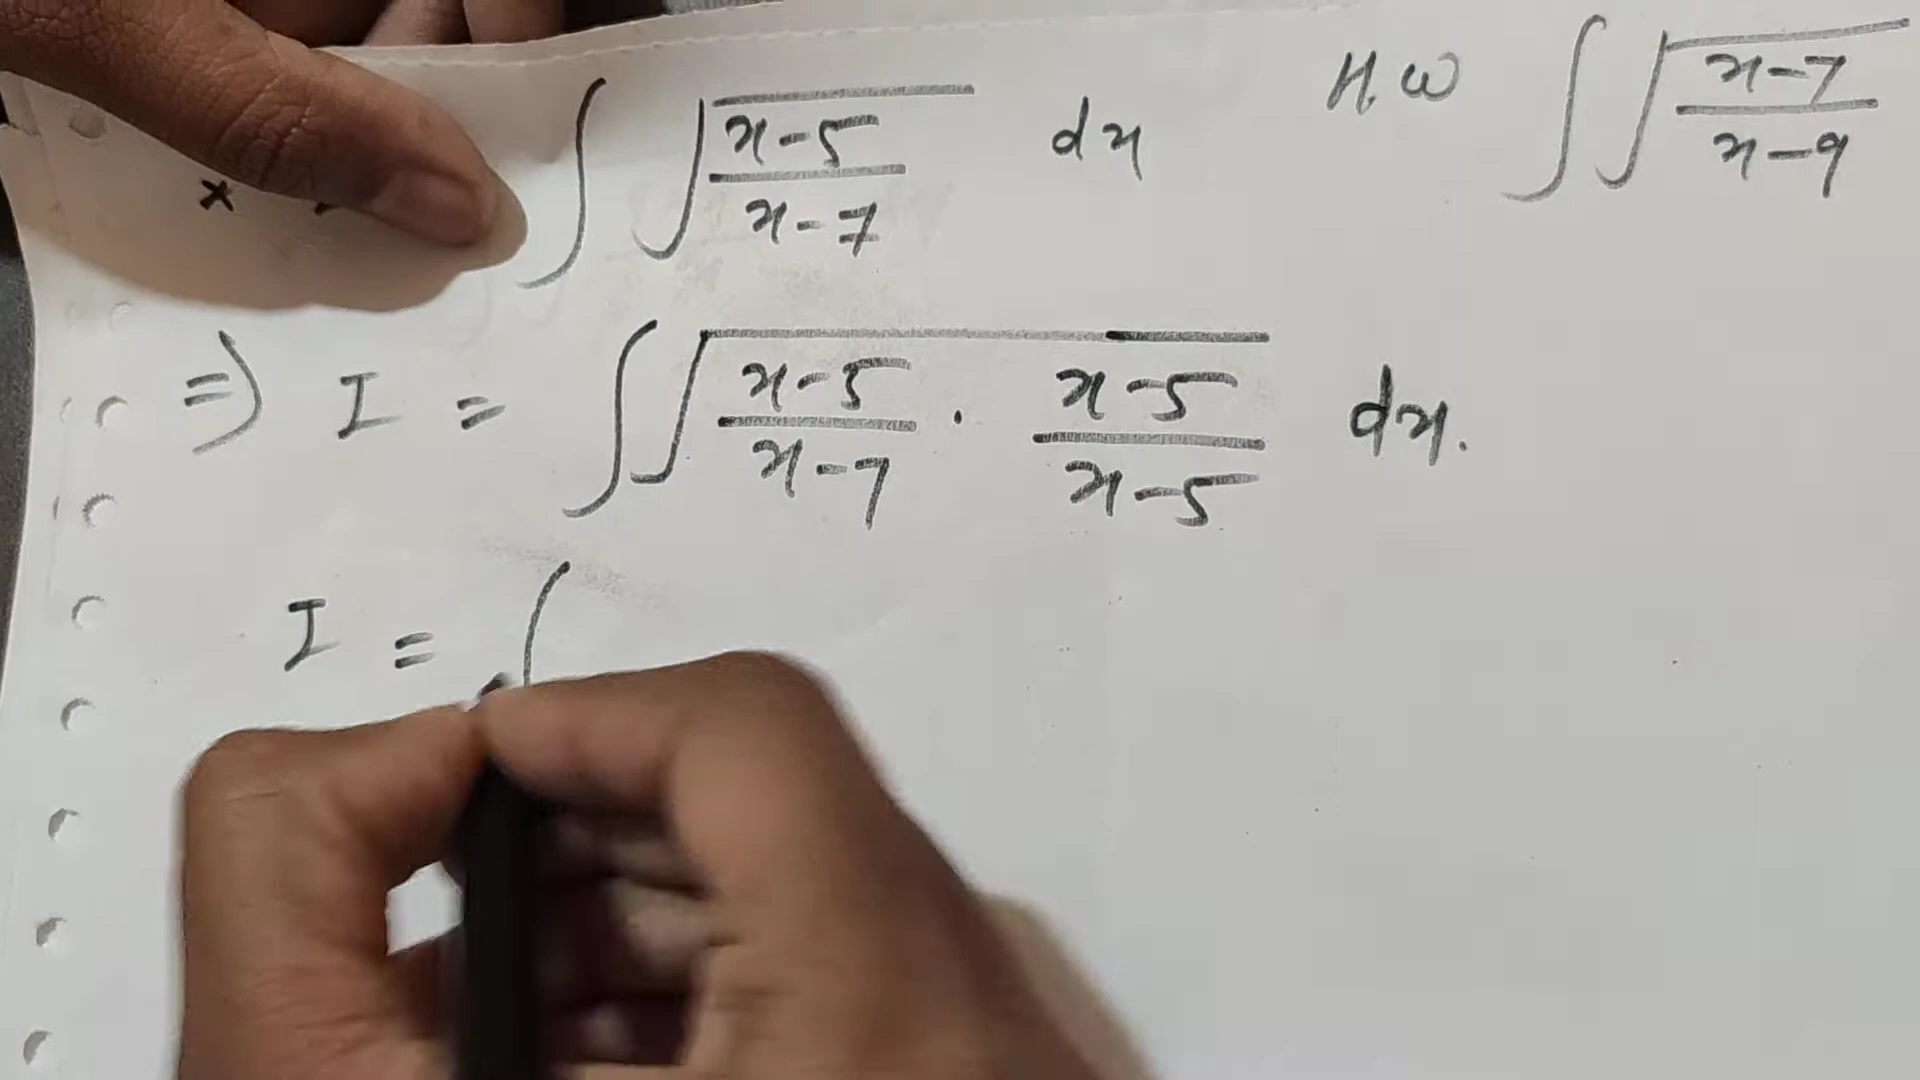 * ∫ √((x-5)/(x-7)) dx
H.W ∫ √((x-7)/(x-9))
=> I = ∫ √((x-5)/(x-7) · (x-5)/(x-5)) dx.
I = ∫